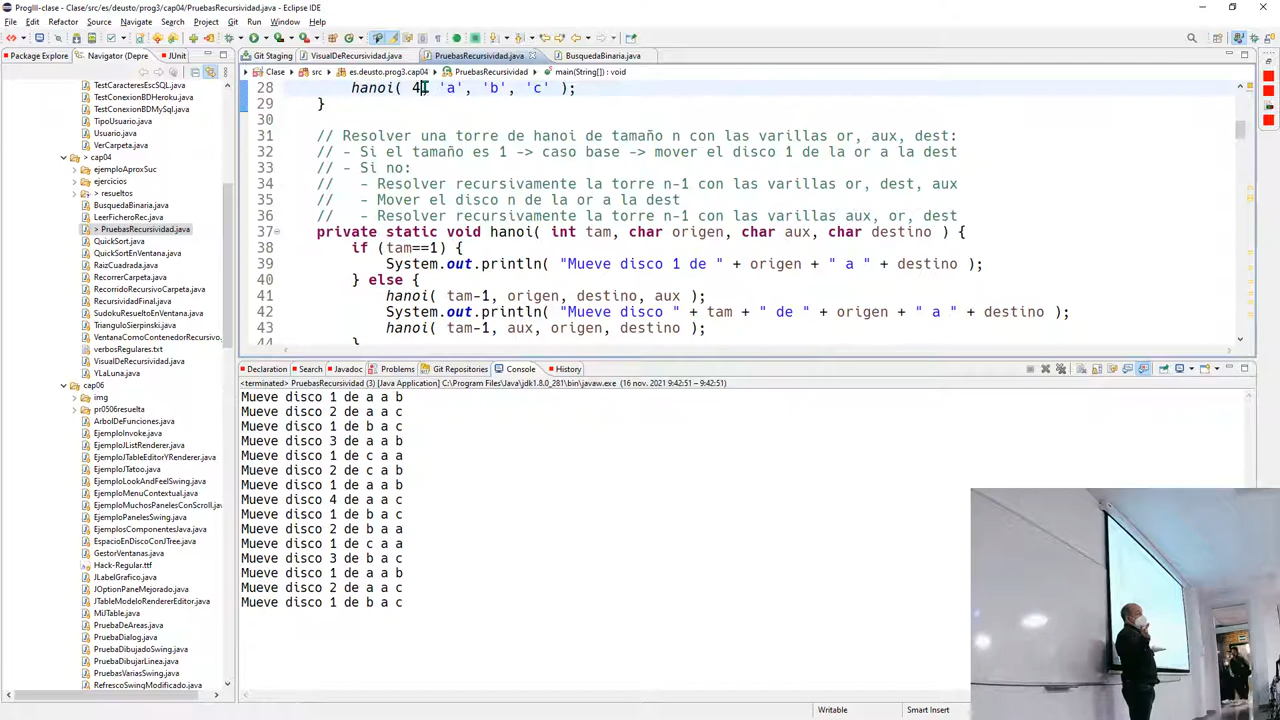 ProgIII-clase - Clase/src/es/deusto/prog3/cap04/PruebasRecursividad.java - Eclipse IDE
File Edit Refactor Source Navigate Search Project Git Run Window Help
Package Explore Navigator (Depre JUnit
Git Staging VisualDeRecursividad.java PruebasRecursividad.java BusquedaBinaria.java
Clase src es.deusto.prog3.cap04 PruebasRecursividad main(String[]) : void
TestCaracteresEscSQL.java
TestConexionBDHeroku.java
TestConexionBDMySql.java
TipoUsuario.java
Usuario.java
VerCarpeta.java
> cap04
ejemploAproxSuc
ejercicios
> resueltos
BusquedaBinaria.java
LeerFicheroRec.java
> PruebasRecursividad.java
QuickSort.java
QuickSortEnVentana.java
RaizCuadrada.java
RecorrerCarpeta.java
RecorridoRecursivoCarpeta.java
RecursividadFinal.java
SudokuResueltoEnVentana.java
TrianguloSierpinski.java
VentanaComoContenedorRecursivo.
verbosRegulares.txt
VisualDeRecursividad.java
YLaLuna.java
cap06
img
pr0506resuelta
ArbolDeFunciones.java
EjemploInvoke.java
EjemploJListRenderer.java
EjemploJTableEditorYRenderer.java
EjemploJTatoo.java
EjemploLookAndFeelSwing.java
EjemploMenuContextual.java
EjemploMuchosPanelesConScroll.java
EjemploPanelesSwing.java
EjemplosComponentesJava.java
EspacioEnDiscoConJTree.java
GestorVentanas.java
Hack-Regular.ttf
JLabelGrafico.java
JOptionPaneMejorado.java
JTableModeloRendererEditor.java
MiJTable.java
PruebaDeAreas.java
PruebaDialog.java
PruebaDibujadoSwing.java
PruebaDibujarLinea.java
PruebasVariasSwing.java
RefrescoSwingModificado.java
28 hanoi( 4, 'a', 'b', 'c' );
29 }
30
31 // Resolver una torre de hanoi de tamaño n con las varillas or, aux, dest:
32 // - Si el tamaño es 1 -> caso base -> mover el disco 1 de la or a la dest
33 // - Si no:
34 //   - Resolver recursivamente la torre n-1 con las varillas or, dest, aux
35 //   - Mover el disco n de la or a la dest
36 //   - Resolver recursivamente la torre n-1 con las varillas aux, or, dest
37 private static void hanoi( int tam, char origen, char aux, char destino ) {
38 if (tam==1) {
39 System.out.println( "Mueve disco 1 de " + origen + " a " + destino );
40 } else {
41 hanoi( tam-1, origen, destino, aux );
42 System.out.println( "Mueve disco " + tam + " de " + origen + " a " + destino );
43 hanoi( tam-1, aux, origen, destino );
44 }
Declaration Search Javadoc Problems Git Repositories Console History
<terminated> PruebasRecursividad (3) [Java Application] C:\Program Files\Java\jdk1.8.0_281\bin\javaw.exe (16 nov. 2021 9:42:51 – 9:42:51)
Mueve disco 1 de a a b
Mueve disco 2 de a a c
Mueve disco 1 de b a c
Mueve disco 3 de a a b
Mueve disco 1 de c a a
Mueve disco 2 de c a b
Mueve disco 1 de a a b
Mueve disco 4 de a a c
Mueve disco 1 de b a c
Mueve disco 2 de b a a
Mueve disco 1 de c a a
Mueve disco 3 de b a c
Mueve disco 1 de a a b
Mueve disco 2 de a a c
Mueve disco 1 de b a c
Writable Smart Insert